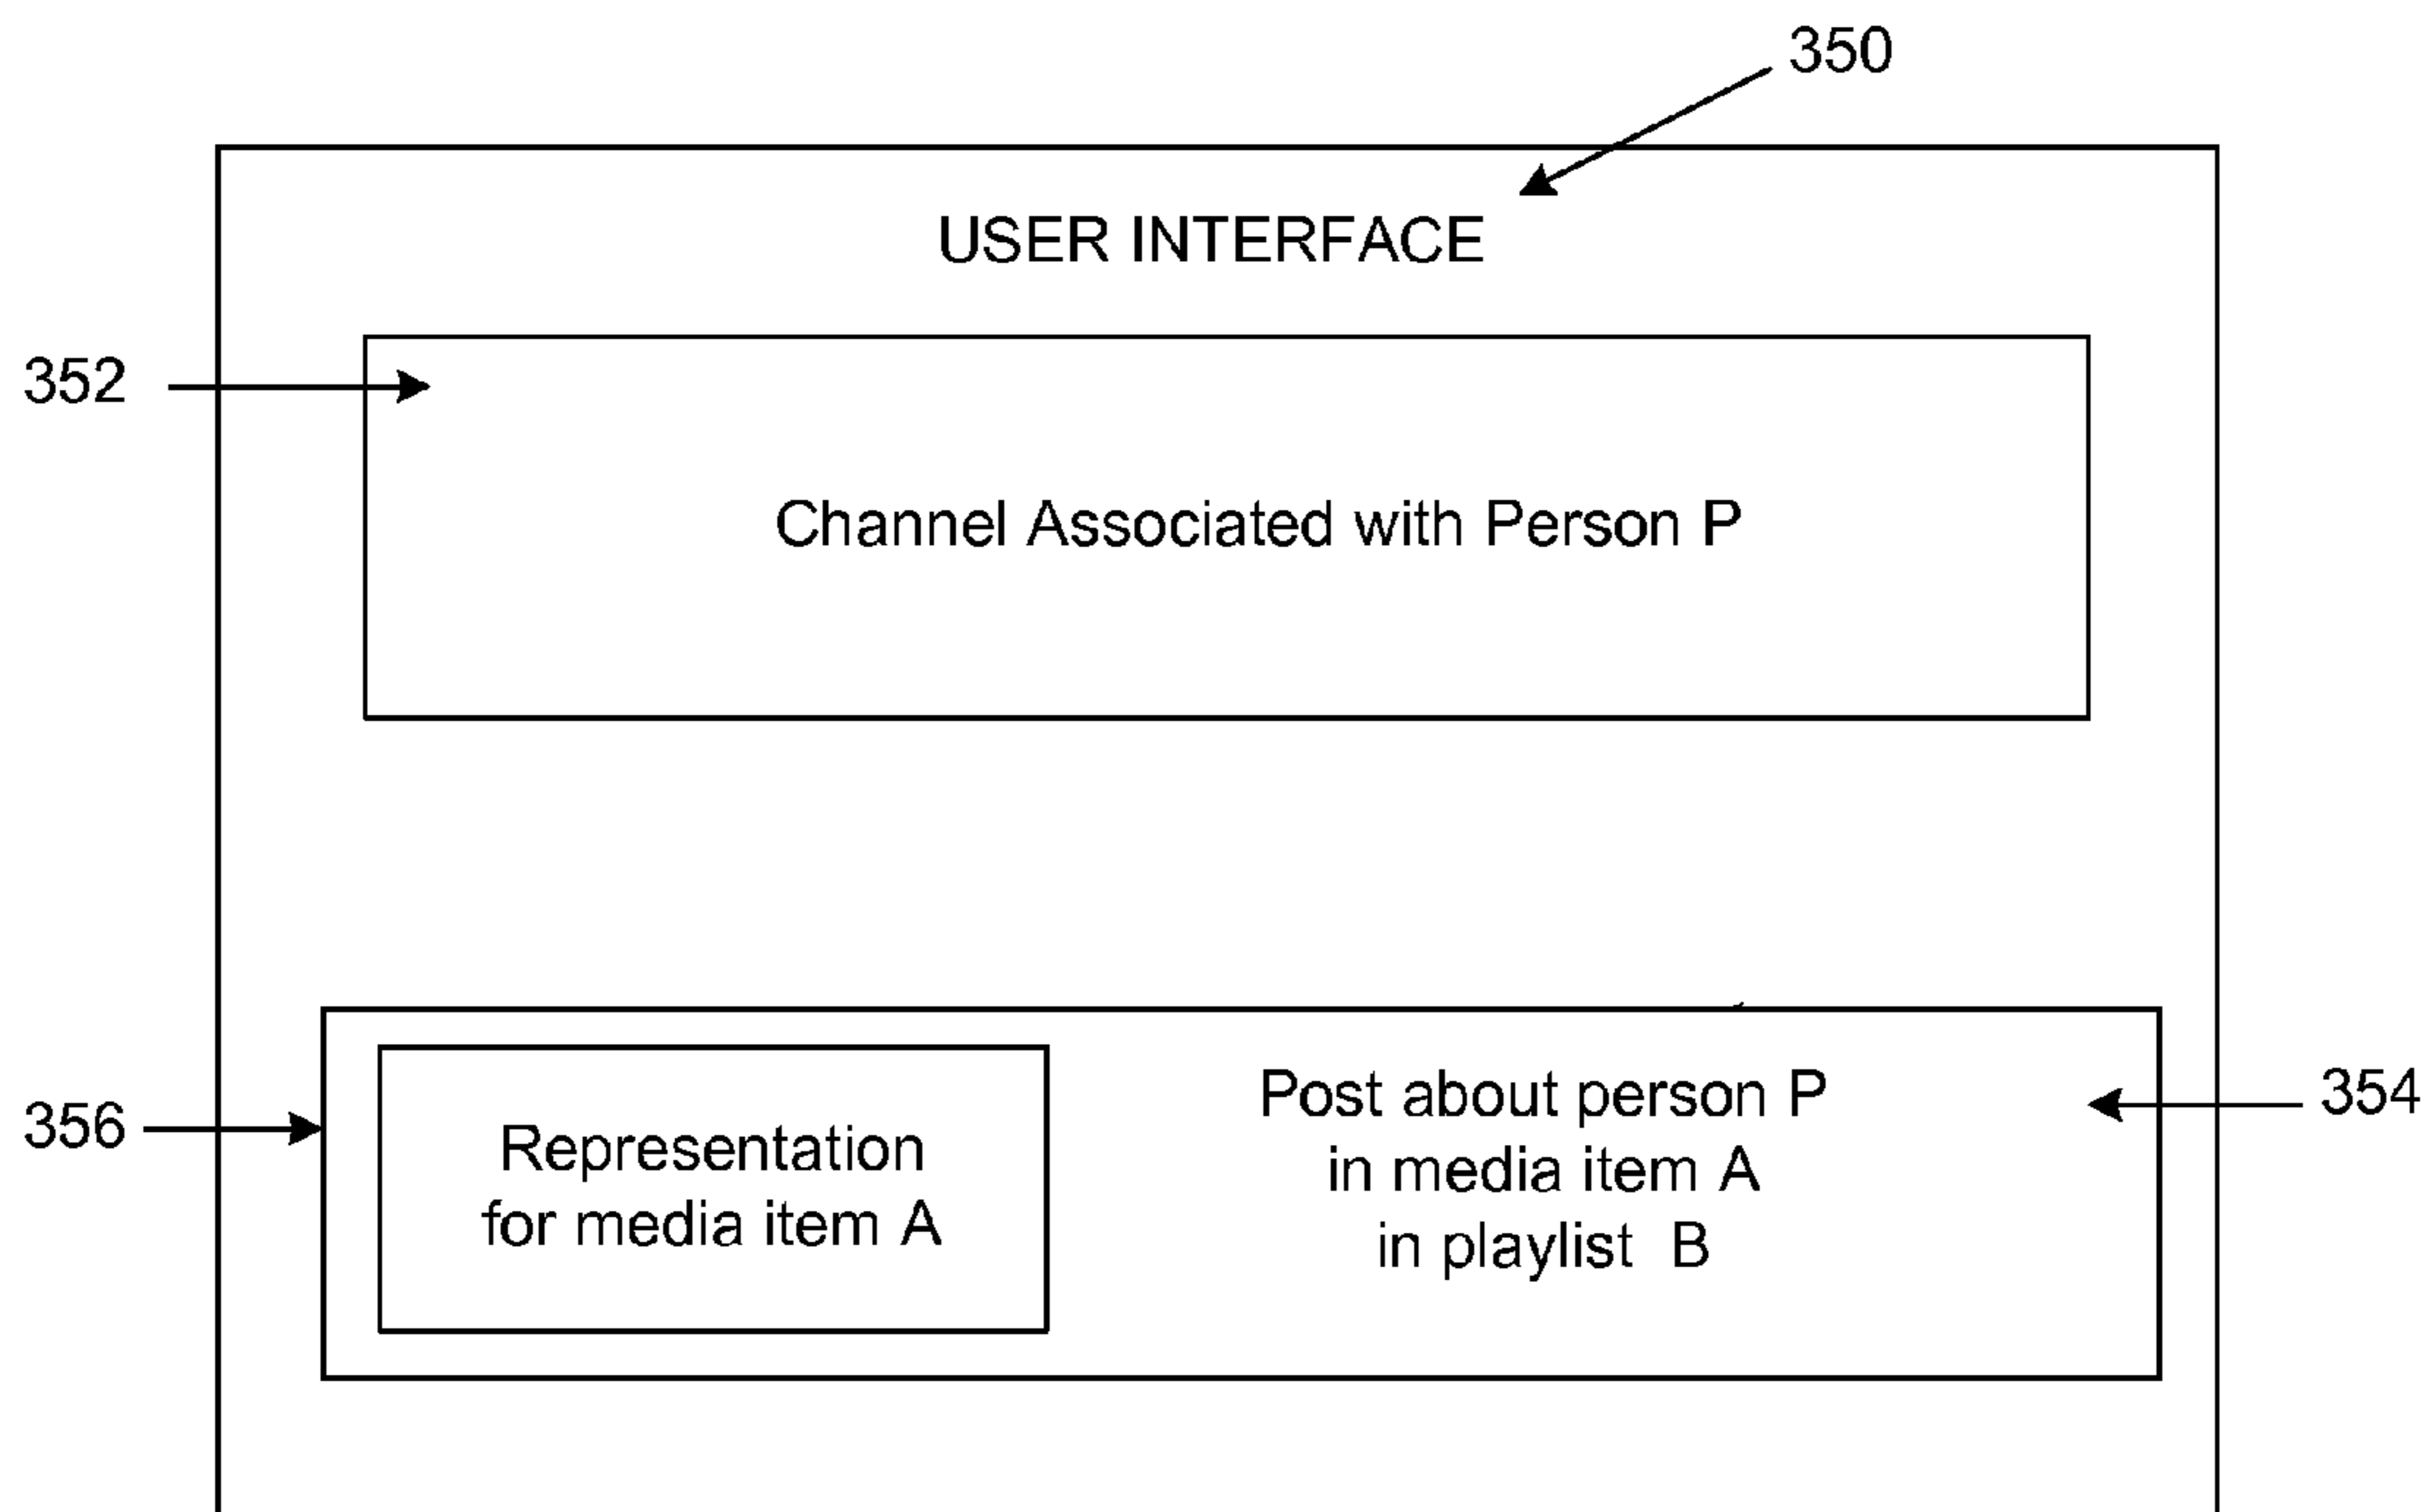 350
USER INTERFACE
352
Channel Associated with Person P
356
Representation
for media item A
Post about person P
in media item A
in playlist B
354